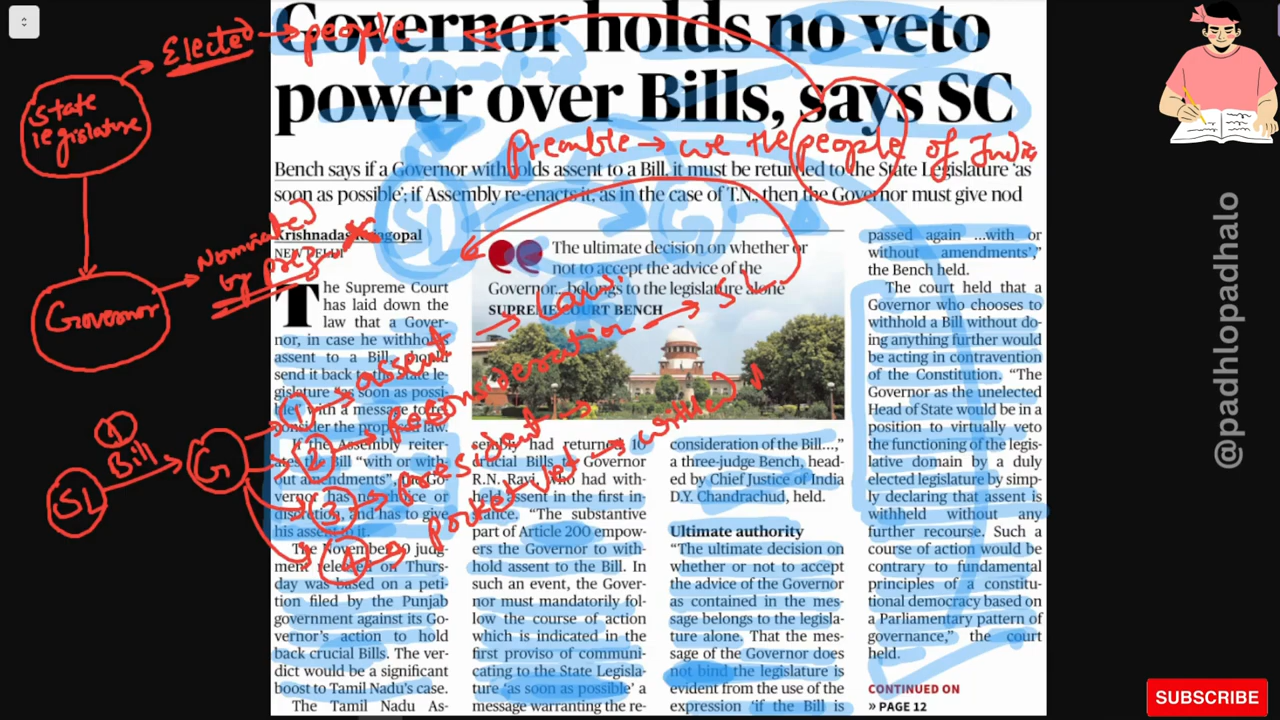 Governor holds no veto
power over Bills, says SC
Bench says if a Governor withholds assent to a Bill, it must be returned to the State Legislature ‘as
soon as possible’; if Assembly re-enacts it, as in the case of T.N., then the Governor must give nod
Krishnadas Rajagopal
NEW DELHI
The Supreme Court
has laid down the
law that a Gover-
nor, in case he withholds
assent to a Bill, should
send it back to the State le-
gislature “as soon as possi-
ble” with a message to re-
consider the proposed law.
If the Assembly reiter-
ates the Bill “with or with-
out amendments”, the Go-
vernor has no choice or
discretion, and has to give
his assent to it.
The November 10 judg-
ment released on Thurs-
day was based on a peti-
tion filed by the Punjab
government against its Go-
vernor’s action to hold
back crucial Bills. The ver-
dict would be a significant
boost to Tamil Nadu’s case.
The Tamil Nadu As-
The ultimate decision on whether or
not to accept the advice of the
Governor... belongs to the legislature alone
SUPREME COURT BENCH
sembly had returned 10
crucial Bills to Governor
R.N. Ravi, who had with-
held assent in the first in-
stance. “The substantive
part of Article 200 empow-
ers the Governor to with-
hold assent to the Bill. In
such an event, the Gover-
nor must mandatorily fol-
low the course of action
which is indicated in the
first proviso of communi-
cating to the State Legisla-
ture ‘as soon as possible’ a
message warranting the re-
consideration of the Bill...,”
a three-judge Bench, head-
ed by Chief Justice of India
D.Y. Chandrachud, held.
Ultimate authority
“The ultimate decision on
whether or not to accept
the advice of the Governor
as contained in the mes-
sage belongs to the legisla-
ture alone. That the mes-
sage of the Governor does
not bind the legislature is
evident from the use of the
expression ‘if the Bill is
passed again ...with or
without amendments’,”
the Bench held.
The court held that a
Governor who chooses to
withhold a Bill without do-
ing anything further would
be acting in contravention
of the Constitution. “The
Governor as the unelected
Head of State would be in a
position to virtually veto
the functioning of the legis-
lative domain by a duly
elected legislature by simp-
ly declaring that assent is
withheld without any
further recourse. Such a
course of action would be
contrary to fundamental
principles of a constitu-
tional democracy based on
a Parliamentary pattern of
governance,” the court
held.
CONTINUED ON
» PAGE 12
Elected → people
State
legislature
Preamble → we the people of India
Nominated
by prez
Governor
SL
Bill
G
1 → assent → Law
2 → Reconsideration → SL
3 → President
4 → pocket vet → withled
@padhlopadhalo
SUBSCRIBE